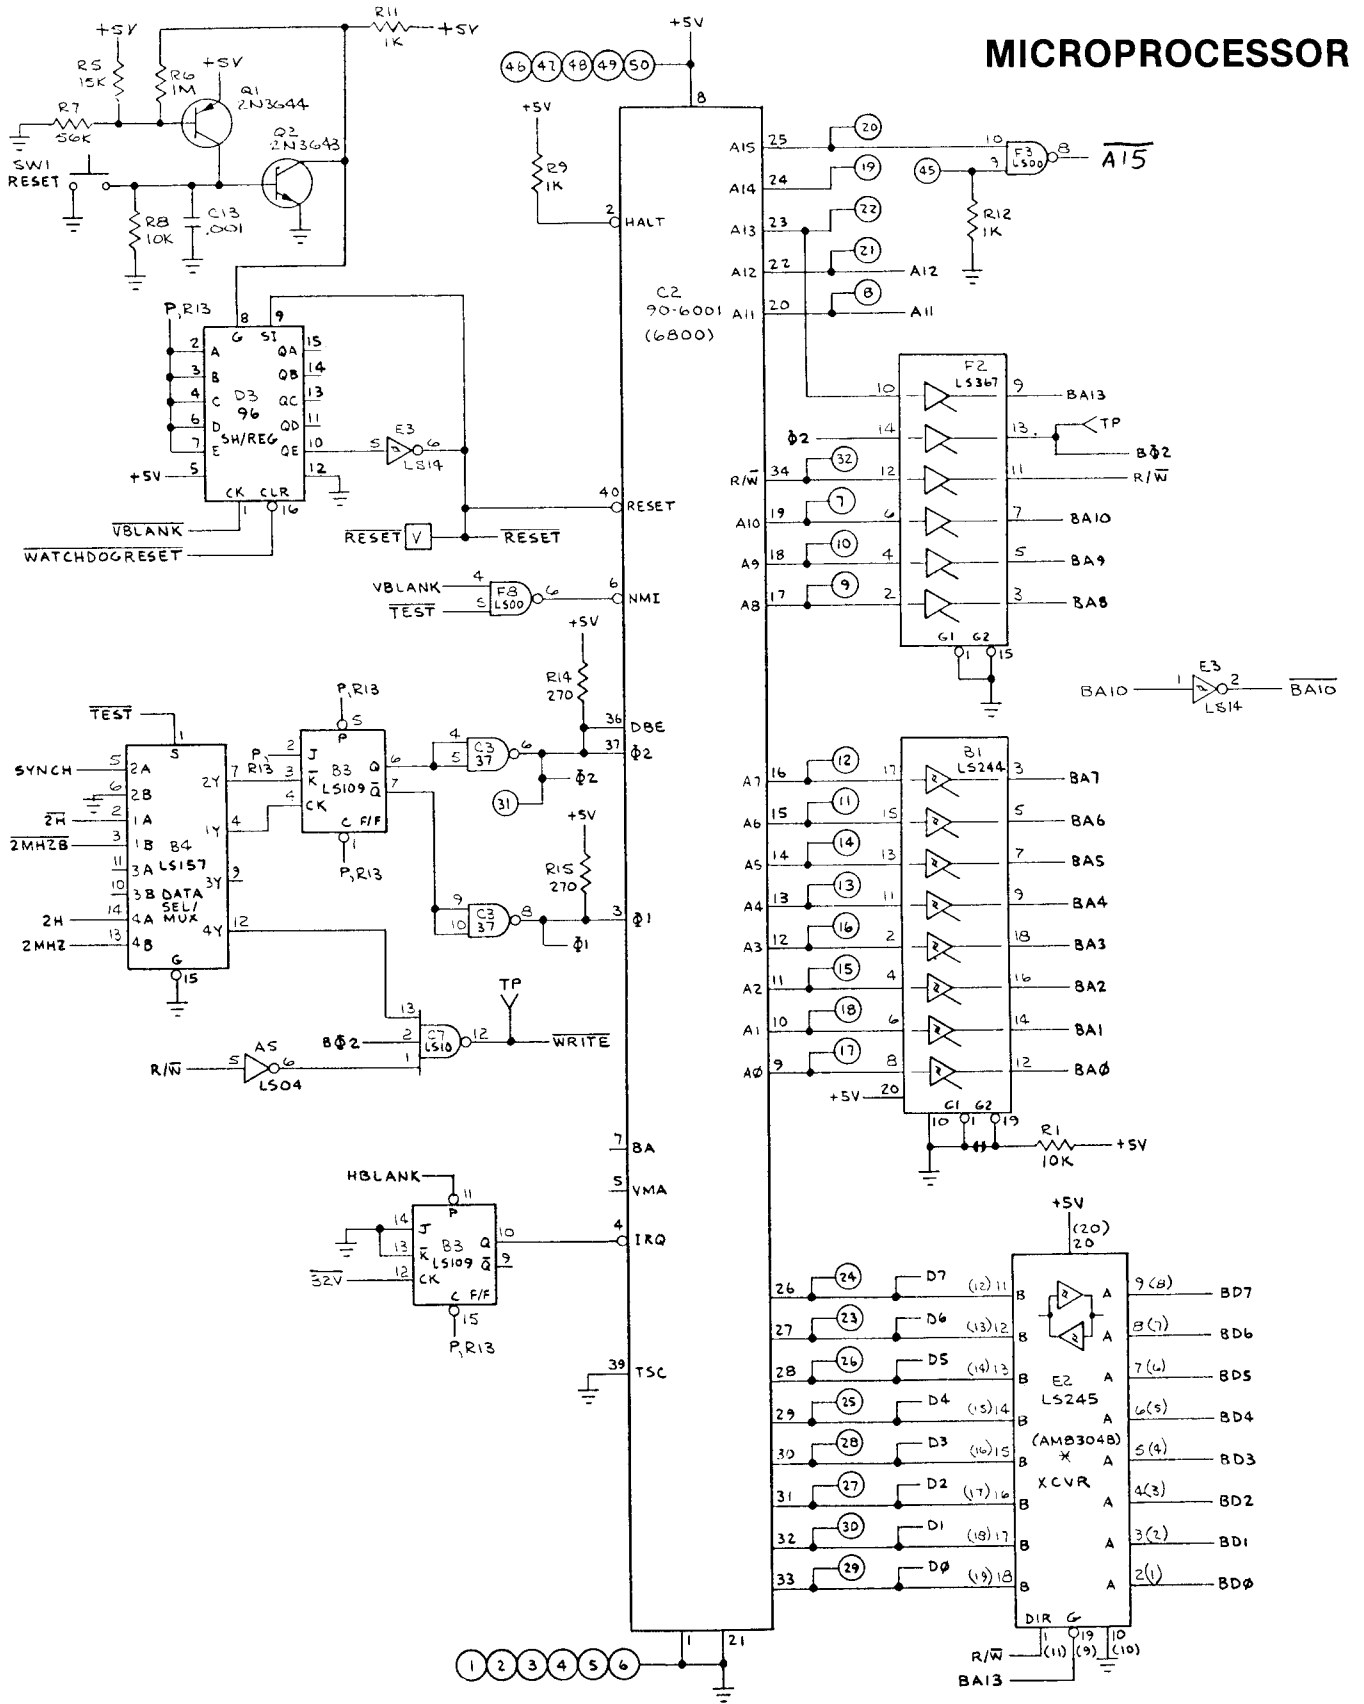 MICROPROCESSOR
+5V
R5
15K
R6
1M
R7
56K
+5V
Q1
2N3644
Q2
2N3643
R11
1K
+5V
SW1
RESET
R8
10K
C13
.001
P,R13
8 9
G SI
2 A QA 15
3 B QB 14
4 C D3 QC 13
96
6 D QD 11
SH/REG
7 E QE 10
+5V 5 12
CK CLR
1 16
VBLANK
WATCHDOGRESET
5 E3 6
LS14
RESET V RESET
46 47 48 49 50
+5V
8
+5V
R9
1K
2 HALT
C2
90-6001
(6800)
40 RESET
VBLANK 4
TEST 5
F8
LS00
6
6 NMI
+5V
R14
270
36 DBE
37 Φ2
Φ2
31
+5V
R15
270
3 Φ1
Φ1
TEST
1
S
SYNCH 5 2A 2Y 7
6 2B
2H 2 1A 1Y 4
2MHZB 3 1B B4
LS157
11 3A 3Y 9
10 3B DATA
SEL/
MUX
2H 14 4A 4Y 12
2MHZ 13 4B
G
15
P,R13
5
P
P,R13 2 J Q 6
3 K B3
LS109 Q 7
4 CK
C F/F
1
P,R13
4
5 C3
37
6
9
10 C3
37
8
13
BΦ2 2
1
C7
LS10
12
TP
WRITE
R/W 5 A5 6
LS04
7 BA
5 VMA
HBLANK 11
P
14 J Q 10
13 K B3
LS109 Q 9
32V 12 CK
C F/F
15
P,R13
4 IRQ
39 TSC
1 2 3 4 5 6
1 21
A15 25 20
10
9 F3
LS00
8 A15
45
R12
1K
A14 24 19
A13 23 22
A12 22 21 A12
A11 20 8 A11
F2
LS367
10 9 BA13
Φ2 14 13 TP
BΦ2
R/W 34 32 12 11 R/W
A10 19 7 6 7 BA10
A9 18 10 4 5 BA9
A8 17 9 2 3 BA8
G1 G2
1 15
BA10 1 E3 2 BA10
LS14
B1
LS244
A7 16 12 17 3 BA7
A6 15 11 15 5 BA6
A5 14 14 13 7 BA5
A4 13 13 11 9 BA4
A3 12 16 2 18 BA3
A2 11 15 4 16 BA2
A1 10 18 6 14 BA1
AØ 9 17 8 12 BAØ
+5V 20
G1 G2
10 1 19
R1
10K
+5V
+5V
(20)
20
26 24 D7 (12)11 B A 9(8) BD7
27 23 D6 (13)12 B A 8(7) BD6
28 26 D5 (14)13 B A 7(6) BD5
E2
LS245
29 25 D4 (15)14 B A 6(5) BD4
(AM8304B)
*
30 28 D3 (16)15 B A 5(4) BD3
XCVR
31 27 D2 (17)16 B A 4(3) BD2
32 30 D1 (18)17 B A 3(2) BD1
33 29 DØ (19)18 B A 2(1) BDØ
DIR G
1 19 10
R/W (11) (9) (10)
BA13